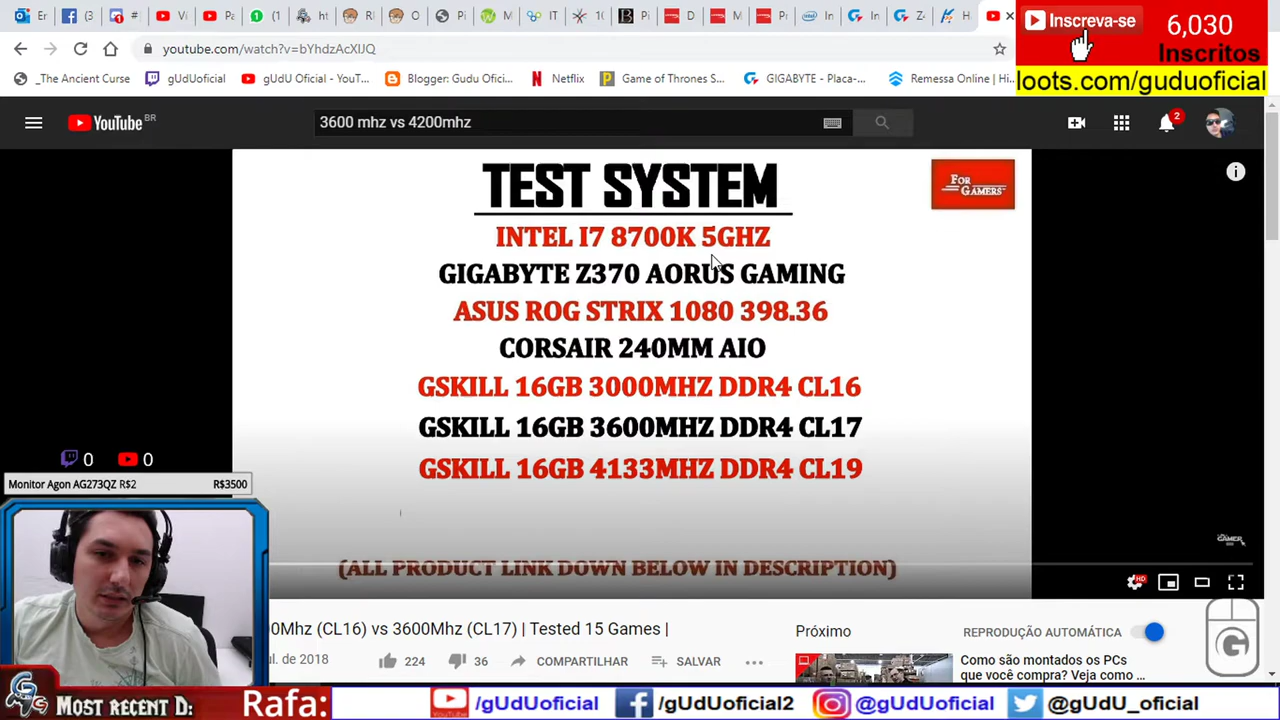 youtube.com/watch?v=bYhdzAcXIJQ
Inscreva-se
6,030
Inscritos
loots.com/guduoficial
_The Ancient Curse
gUdUoficial
gUdU Oficial - YouT...
Blogger: Gudu Ofici...
Netflix
Game of Thrones S...
GIGABYTE - Placa-...
Remessa Online | Hi...
YouTube BR
3600 mhz vs 4200mhz
2
TEST SYSTEM
FOR GAMERS
INTEL I7 8700K 5GHZ
GIGABYTE Z370 AORUS GAMING
ASUS ROG STRIX 1080 398.36
CORSAIR 240MM AIO
GSKILL 16GB 3000MHZ DDR4 CL16
GSKILL 16GB 3600MHZ DDR4 CL17
GSKILL 16GB 4133MHZ DDR4 CL19
0 0
Monitor Agon AG273QZ R$2 R$3500
(ALL PRODUCT LINK DOWN BELOW IN DESCRIPTION)
HD
00Mhz (CL16) vs 3600Mhz (CL17) | Tested 15 Games |
ul. de 2018
224
36
COMPARTILHAR
SALVAR
Próximo
REPRODUÇÃO AUTOMÁTICA
Como são montados os PCs
que você compra? Veja como ...
MOST RECENT D:
Rafa:
/gUdUoficial
/gUdUoficial2
@gUdUoficial
@gUdU_oficial